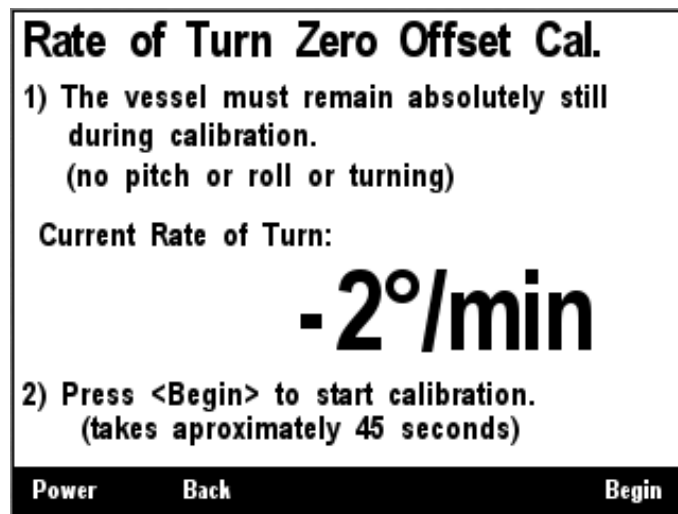 Rate of Turn Zero Offset Cal.
1) The vessel must remain absolutely still
during calibration.
(no pitch or roll or turning)
Current Rate of Turn:
-2°/min
2) Press <Begin> to start calibration.
(takes aproximately 45 seconds)
Power Back Begin